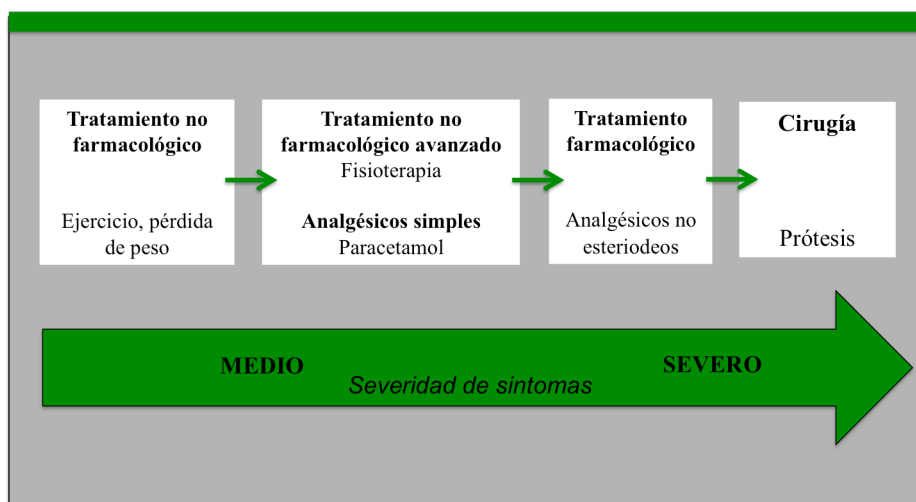 Tratamiento no
farmacológico
Ejercicio, pérdida
de peso
Tratamiento no
farmacológico avanzado
Fisioterapia
Analgésicos simples
Paracetamol
Tratamiento
farmacológico
Analgésicos no
esteriodeos
Cirugía
Prótesis
MEDIO
SEVERO
Severidad de sintomas